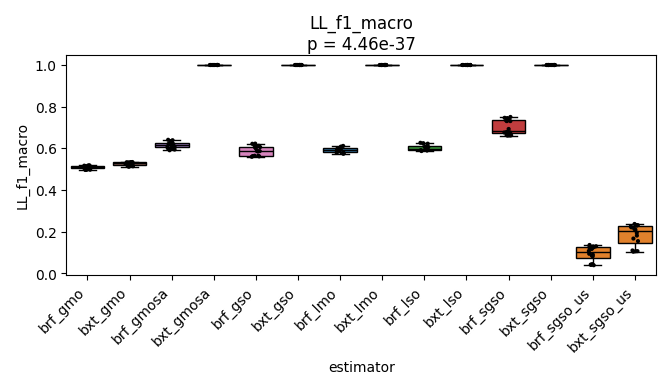 LL_f1_macro
p = 4.46e-37
LL_f1_macro
1.0
0.8
0.6
0.4
0.2
0.0
brf_gmo
bxt_gmo
brf_gmosa
bxt_gmosa
brf_gso
bxt_gso
brf_lmo
bxt_lmo
brf_lso
bxt_lso
brf_sgso
bxt_sgso
brf_sgso_us
bxt_sgso_us
estimator